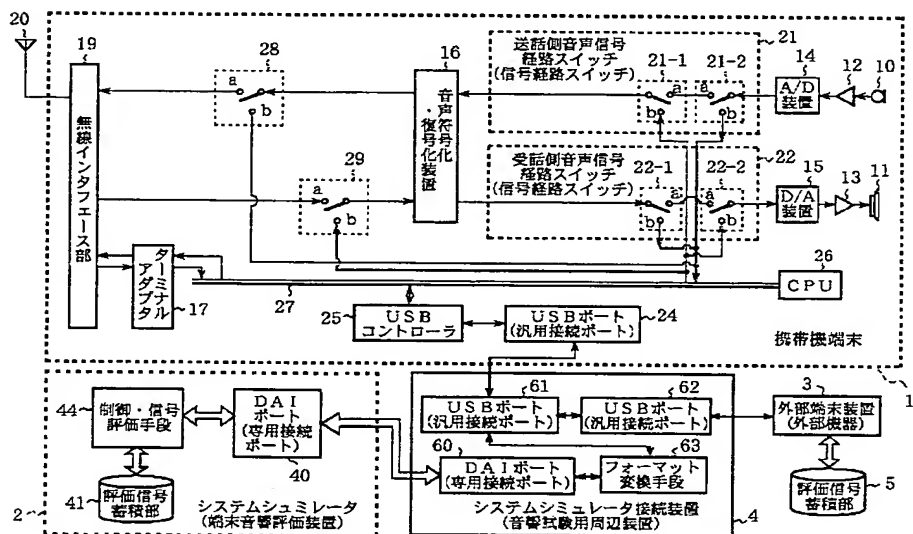 20
19
無線インタフェース部
28
a
b
16
音声符号化
・復号化装置
送話側音声信号
経路スイッチ
(信号経路スイッチ)
21
21-1
21-2
a
a
b
b
14
A/D
装置
12
10
29
a
b
受話側音声信号
経路スイッチ
(信号経路スイッチ)
22
22-1
22-2
a
a
b
b
15
D/A
装置
13
11
ターミナル
アダプタ
17
27
26
CPU
25
USB
コントローラ
24
USBポート
(汎用接続ポート)
携帯機端末
1
44
制御・信号
評価手段
DAI
ポート
(専用接続
ポート)
40
41
評価信号
蓄積部
2
システムシュミレータ
(端末音響評価装置)
61
USBポート
(汎用接続ポート)
62
USBポート
(汎用接続ポート)
60
DAIポート
(専用接続ポート)
63
フォーマット
変換手段
システムシュミレータ接続装置
(音響試験用周辺装置)
4
3
外部端末装置
(外部機器)
評価信号
蓄積部
5